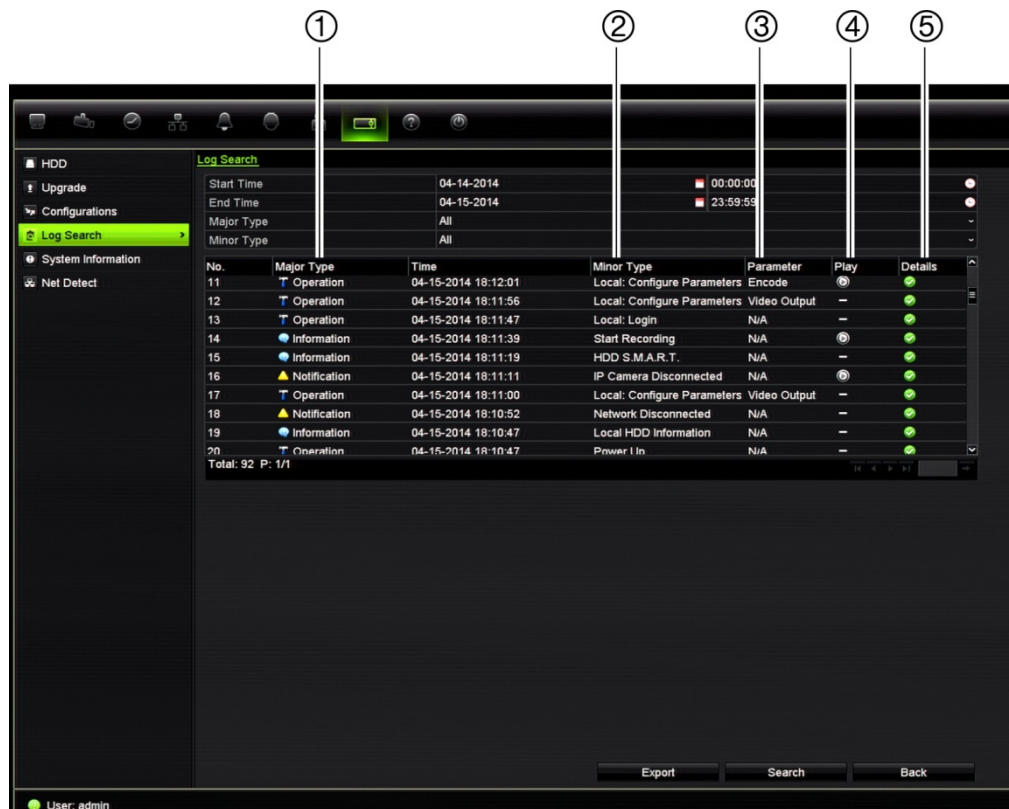 ① ② ③ ④ ⑤
HDD
Upgrade
Configurations
Log Search
System Information
Net Detect
Log Search
Start Time 04-14-2014 00:00:00
End Time 04-15-2014 23:59:59
Major Type All
Minor Type All
No. Major Type Time Minor Type Parameter Play Details
11 Operation 04-15-2014 18:12:01 Local: Configure Parameters Encode
12 Operation 04-15-2014 18:11:56 Local: Configure Parameters Video Output –
13 Operation 04-15-2014 18:11:47 Local: Login N/A –
14 Information 04-15-2014 18:11:39 Start Recording N/A
15 Information 04-15-2014 18:11:19 HDD S.M.A.R.T. N/A –
16 Notification 04-15-2014 18:11:11 IP Camera Disconnected N/A
17 Operation 04-15-2014 18:11:00 Local: Configure Parameters Video Output –
18 Notification 04-15-2014 18:10:52 Network Disconnected N/A –
19 Information 04-15-2014 18:10:47 Local HDD Information N/A –
20 Operation 04-15-2014 18:10:47 Power Up N/A –
Total: 92 P: 1/1
Export Search Back
User: admin